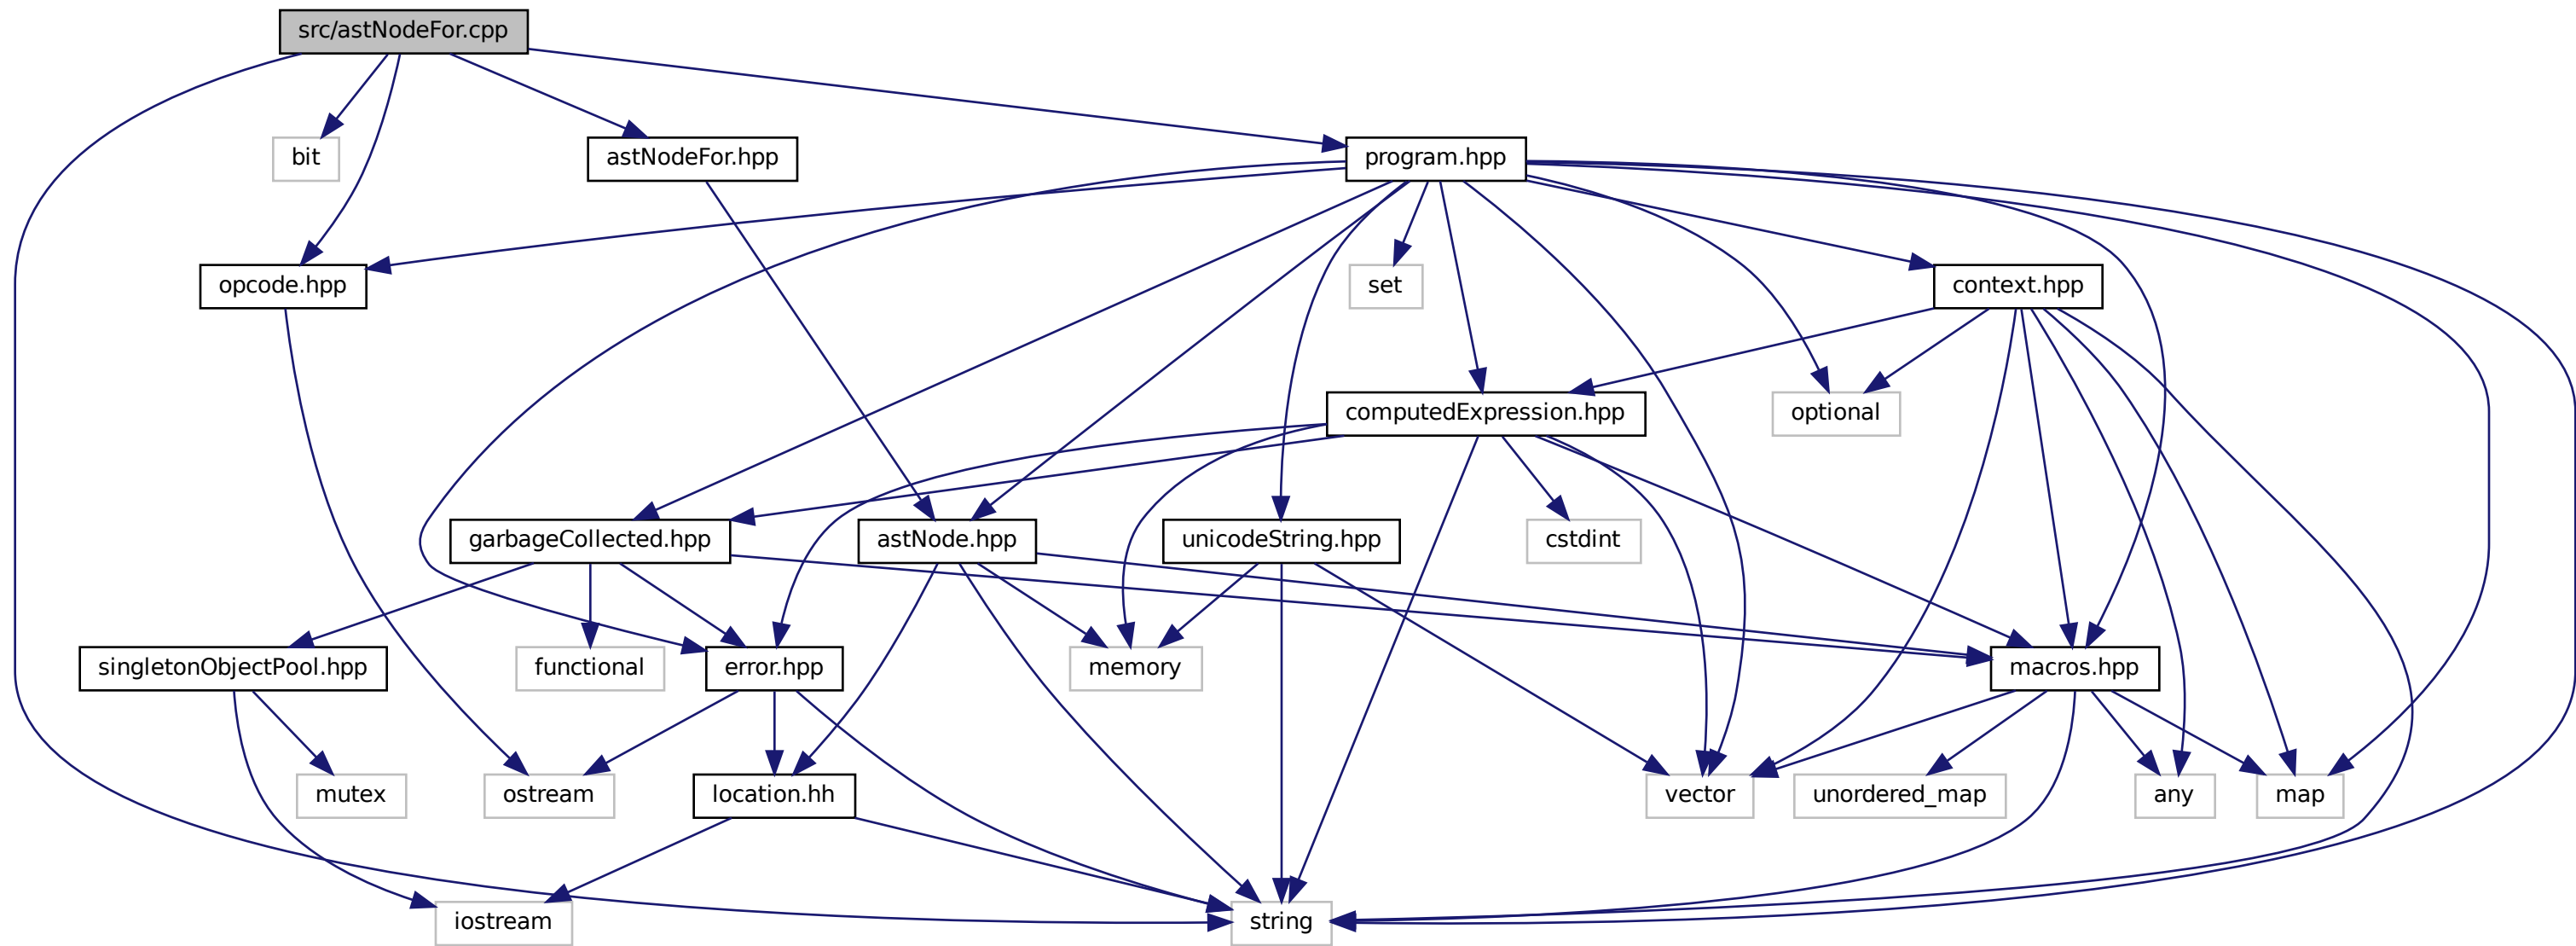 src/astNodeFor.cpp
bit
astNodeFor.hpp
program.hpp
opcode.hpp
set
context.hpp
computedExpression.hpp
optional
garbageCollected.hpp
astNode.hpp
unicodeString.hpp
cstdint
singletonObjectPool.hpp
functional
error.hpp
memory
macros.hpp
mutex
ostream
location.hh
vector
unordered_map
any
map
iostream
string